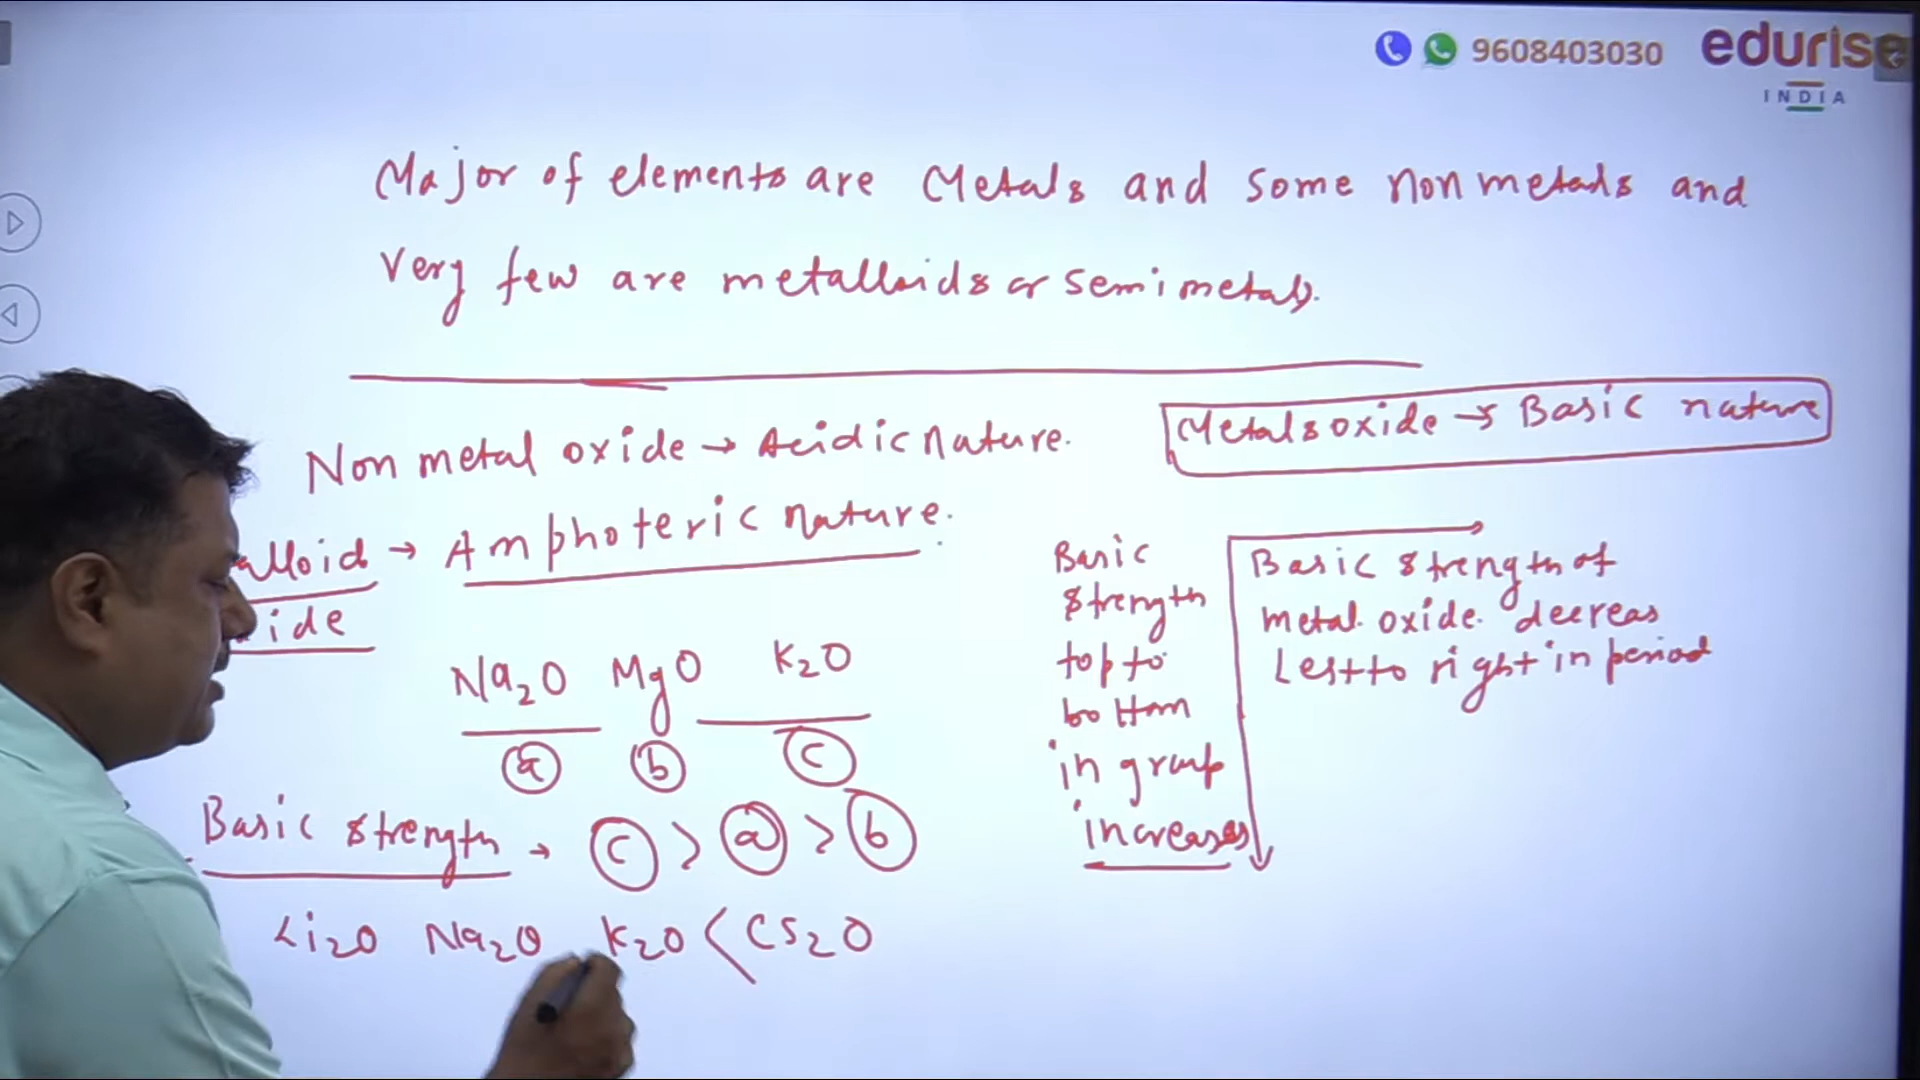 9608403030 edurise
INDIA
Major of elements are Metals and some nonmetals and
Very few are metalloids or semimetals.
Non metal oxide → Acidic nature.
Metals oxide → Basic nature
alloid → Amphoteric nature.
ide
Na₂O MgO K₂O
a b c
Basic strength → c > a > b
Li₂O Na₂O K₂O < Cs₂O
Basic
strength
top to
bottom
in group
increases
Basic strength of
metal oxide decreas
Left to right in period